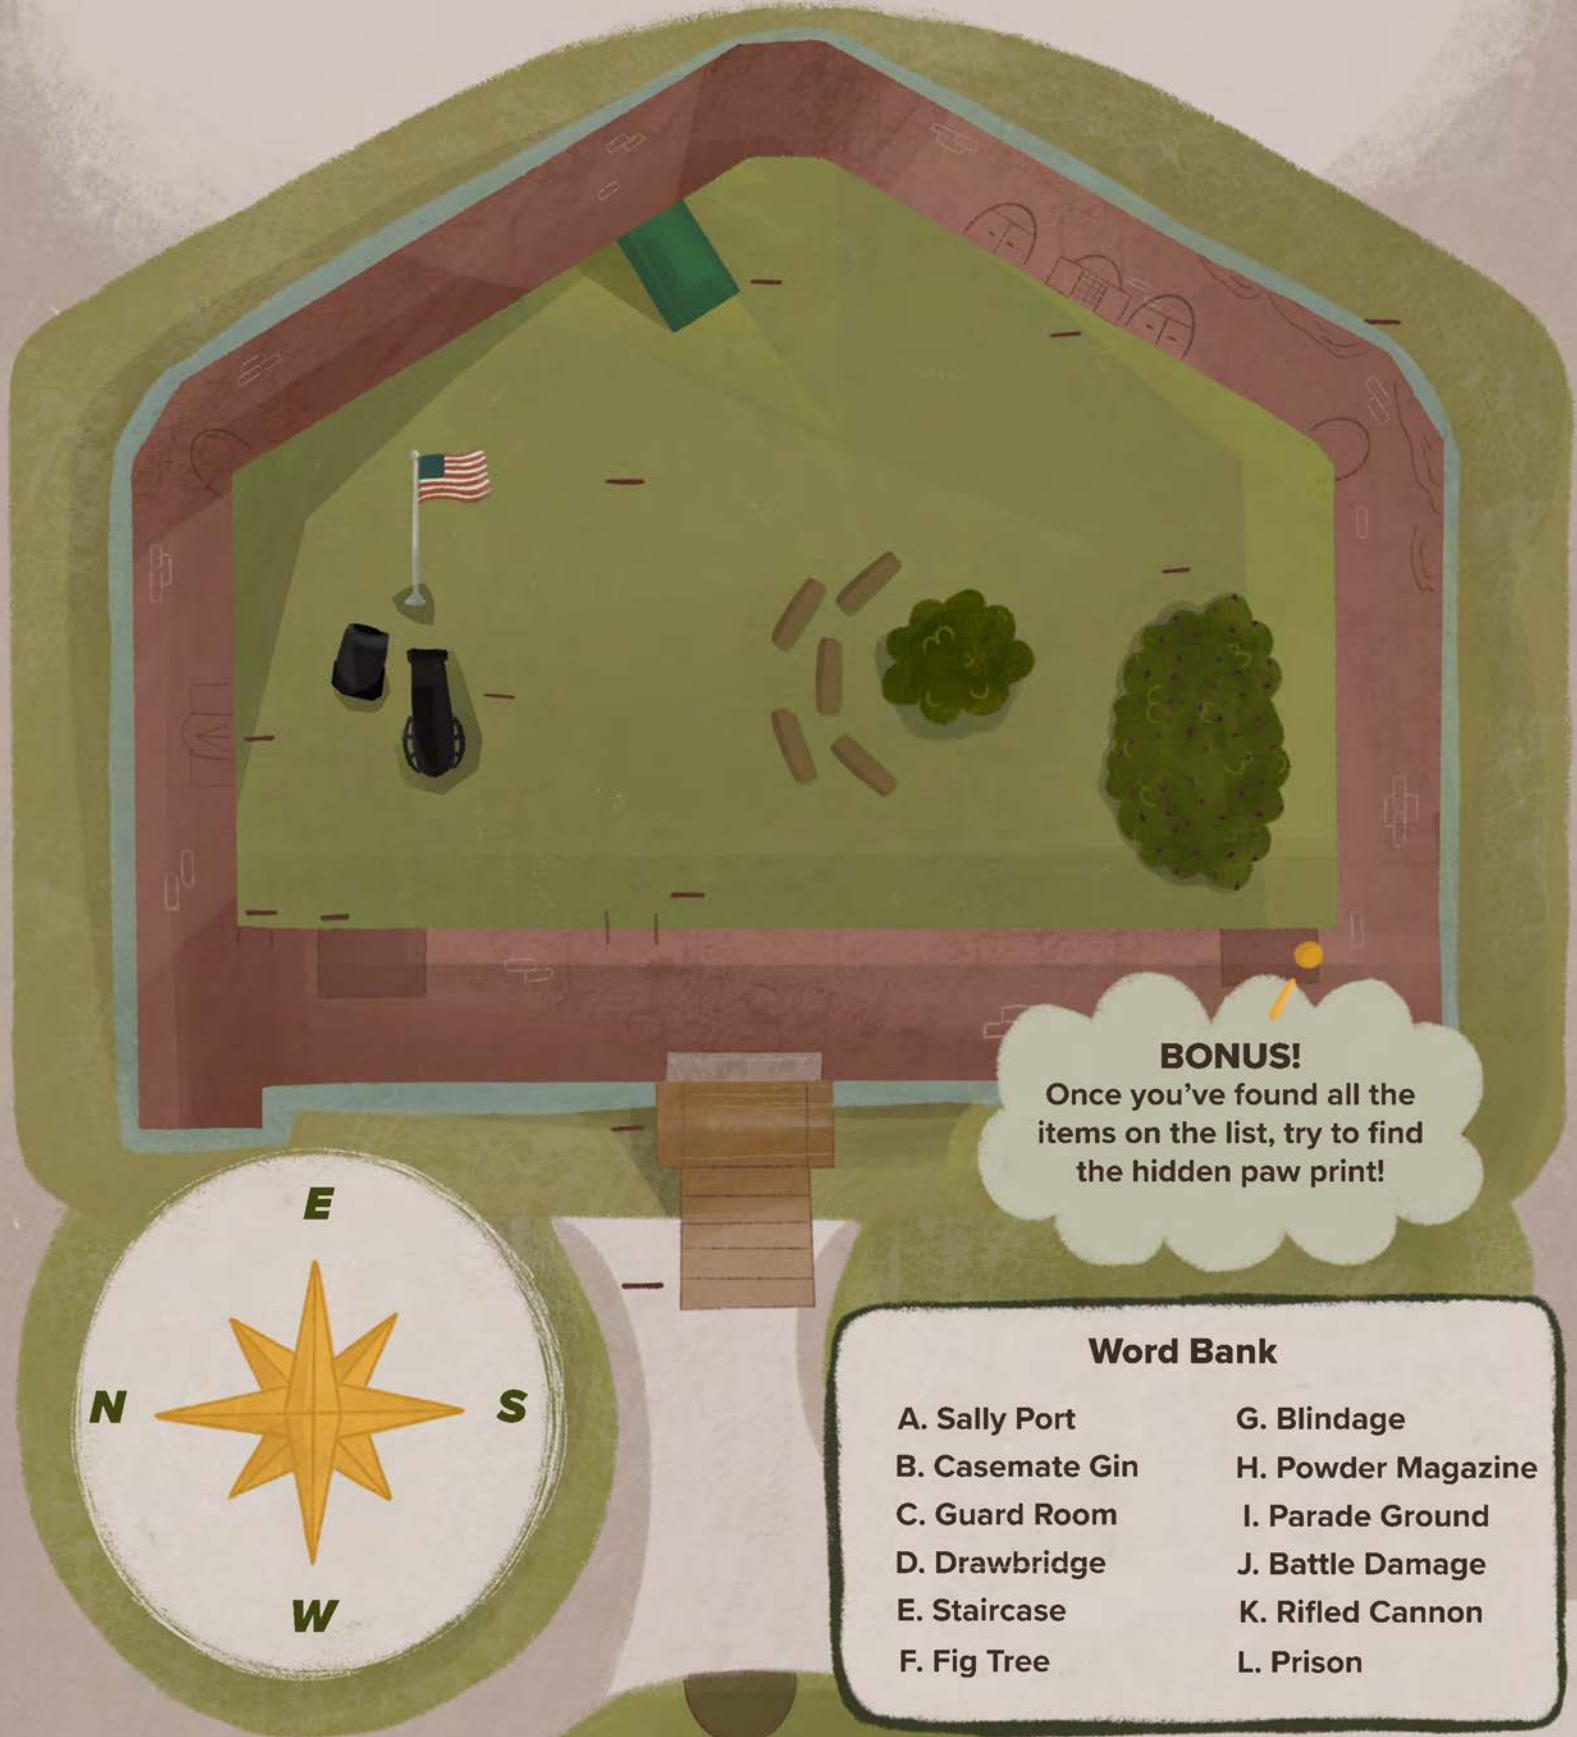 BONUS!
Once you've found all the
items on the list, try to find
the hidden paw print!
E
N
S
W
Word Bank
A. Sally Port
B. Casemate Gin
C. Guard Room
D. Drawbridge
E. Staircase
F. Fig Tree
G. Blindage
H. Powder Magazine
I. Parade Ground
J. Battle Damage
K. Rifled Cannon
L. Prison